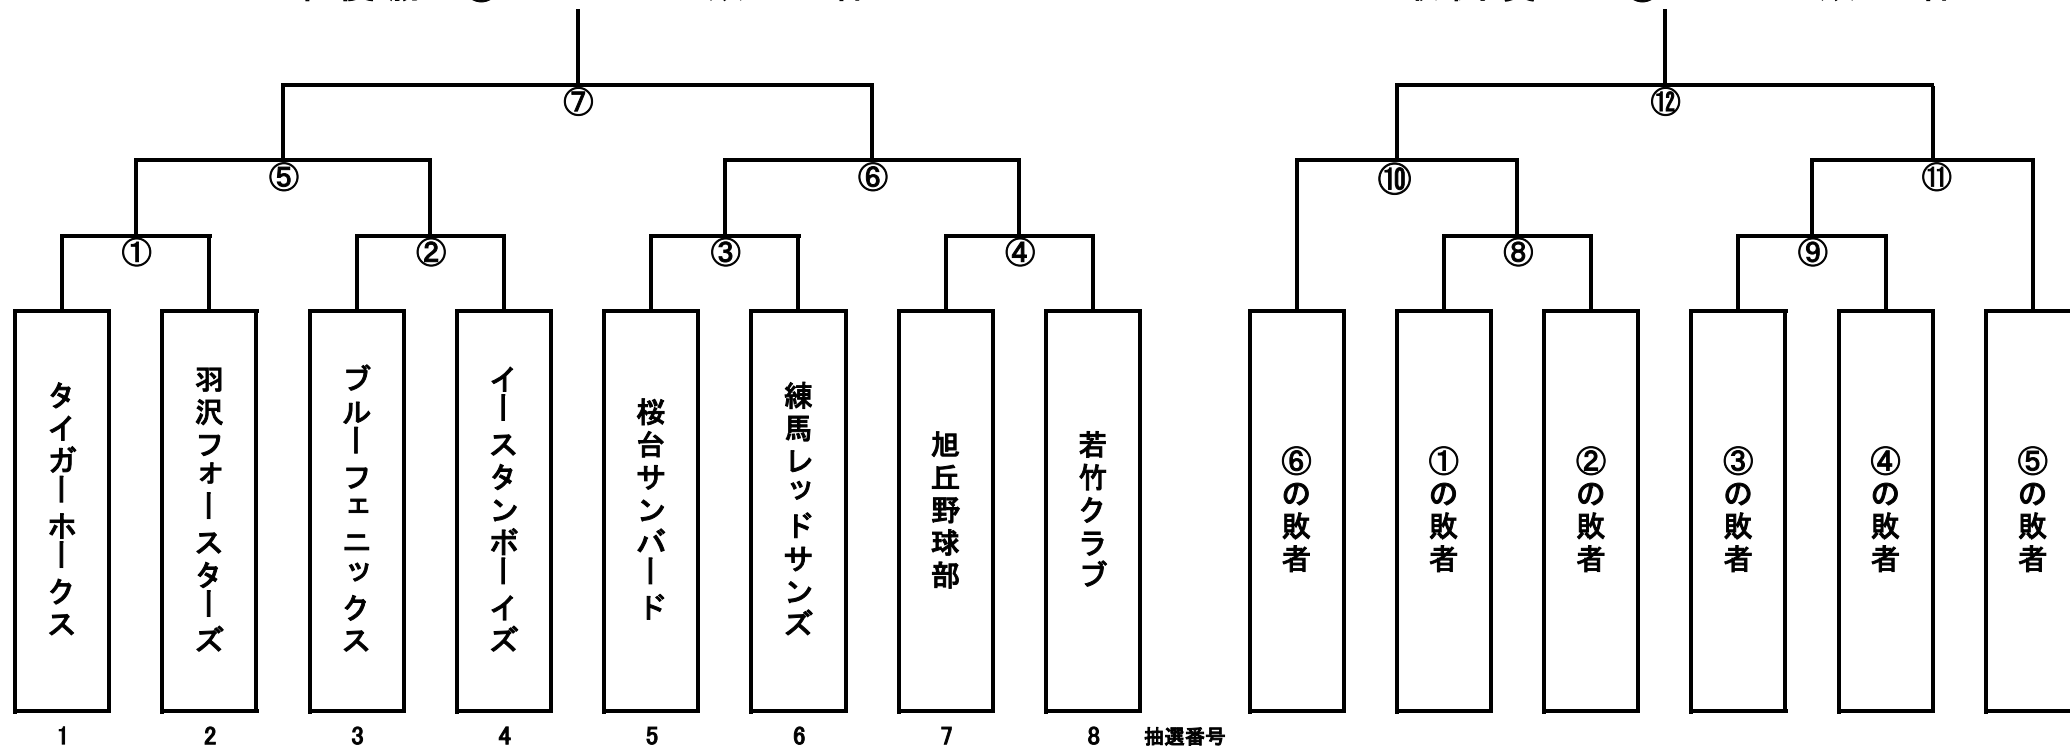 ⑦
⑫
⑤
⑥
⑩
⑪
①
②
③
④
⑧
⑨
タイガーホークス
羽沢フォースターズ
ブルーフェニックス
イースタンボーイズ
桜台サンバード
練馬レッドサンズ
旭丘野球部
若竹クラブ
⑥の敗者
①の敗者
②の敗者
③の敗者
④の敗者
⑤の敗者
1 2 3 4 5 6 7 8 抽選番号